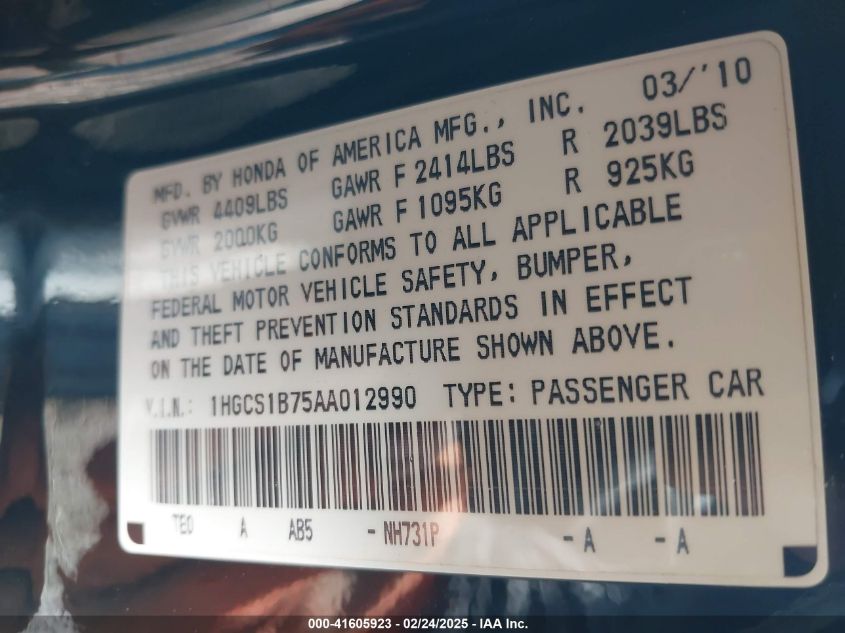 MFD. BY HONDA OF AMERICA MFG., INC. 03/'10
GVWR 4409LBS GAWR F 2414LBS R 2039LBS
GVWR 2000KG GAWR F 1095KG R 925KG
THIS VEHICLE CONFORMS TO ALL APPLICABLE
FEDERAL MOTOR VEHICLE SAFETY, BUMPER,
AND THEFT PREVENTION STANDARDS IN EFFECT
ON THE DATE OF MANUFACTURE SHOWN ABOVE.
V.I.N.: 1HGCS1B75AA012990 TYPE: PASSENGER CAR
TE0 A AB5 -NH731P -A -A
000-41605923 - 02/24/2025 - IAA Inc.